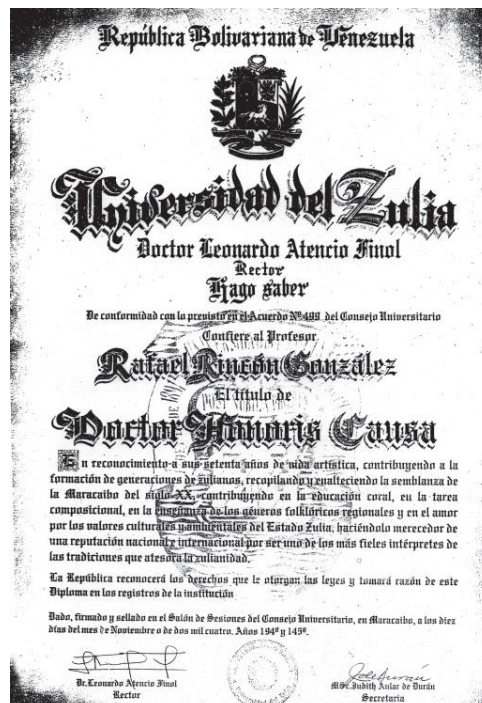 República Bolivariana de Venezuela
Universidad del Zulia
Doctor Leonardo Atencio Finol
Rector
Hago saber
De conformidad con lo previsto en el Acuerdo Nº 499 del Consejo Universitario
Confiere al Profesor
Rafael Rincón González
El título de
Doctor Honoris Causa
En reconocimiento a sus setenta años de vida artística, contribuyendo a la
formación de generaciones de zulianos, recopilando y enalteciendo la semblanza de
la Maracaibo del siglo XX, contribuyendo en la educación coral, en la tarea
composicional, en la enseñanza de los géneros folklóricos regionales y en el amor
por los valores culturales y ambientales del Estado Zulia, haciéndolo merecedor de
una reputación nacional e internacional por ser uno de los más fieles intérpretes de
las tradiciones que atesora la zulianidad.
La República reconocerá los derechos que le otorgan las leyes y tomará razón de este
Diploma en los registros de la institución
Dado, firmado y sellado en el Salón de Sesiones del Consejo Universitario, en Maracaibo, a los diez
días del mes de Noviembre o de dos mil cuatro. Años 194º y 145º.
Dr. Leonardo Atencio Finol
Rector
MSc. Judith Aular de Durán
Secretaria